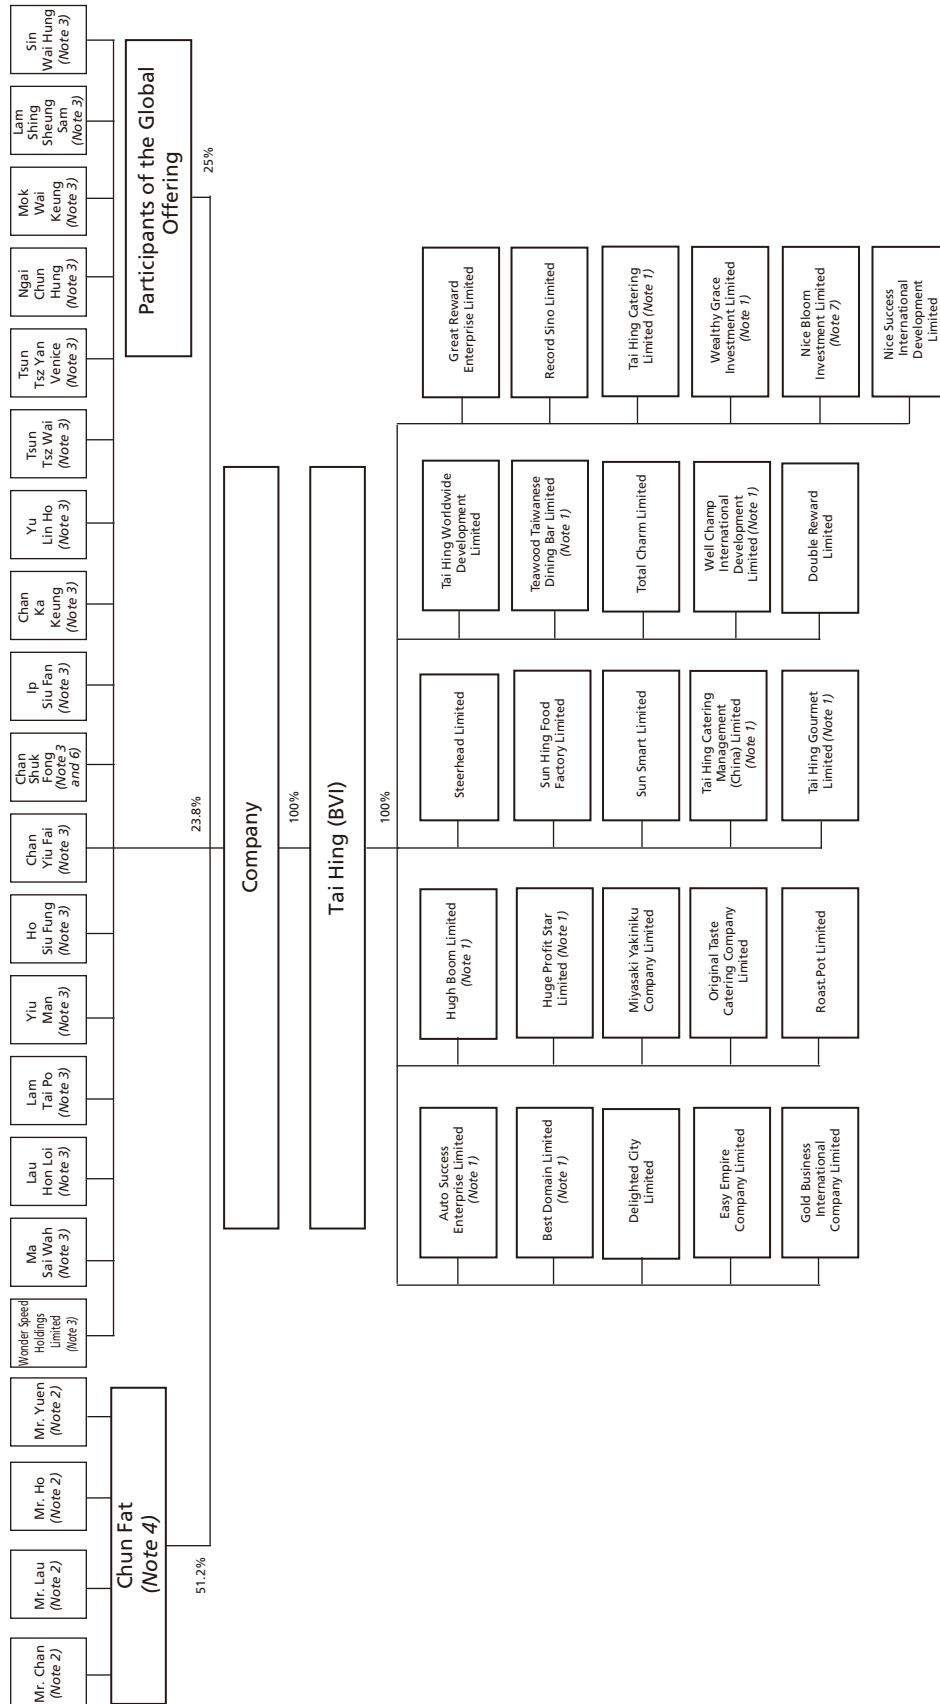 Mr. Chan
(Note 2)
Mr. Lau
(Note 2)
Mr. Ho
(Note 2)
Mr. Yuen
(Note 2)
Wonder Speed
Holdings
Limited
(Note 3)
Ma
Sai Wah
(Note 3)
Lau
Hon Loi
(Note 3)
Lam
Tai Po
(Note 3)
Yiu
Man
(Note 3)
Ho
Siu Fung
(Note 3)
Chan
Yiu Fai
(Note 3)
Chan
Shuk
Fong
(Note 3
and 6)
Ip
Siu Fan
(Note 3)
Chan
Ka
Keung
(Note 3)
Yu
Lin Ho
(Note 3)
Tsun
Tsz Wai
(Note 3)
Tsun
Tsz Yan
Venice
(Note 3)
Ngai
Chun
Hung
(Note 3)
Mok
Wai
Keung
(Note 3)
Lam
Shing
Sheung
Sam
(Note 3)
Sin
Wai Hung
(Note 3)
Chun Fat
(Note 4)
Participants of the Global
Offering
51.2%
23.8%
25%
Company
100%
Tai Hing (BVI)
100%
Auto Success
Enterprise Limited
(Note 1)
Best Domain Limited
(Note 1)
Delighted City
Limited
Easy Empire
Company Limited
Gold Business
International
Company Limited
Hugh Boom Limited
(Note 1)
Huge Profit Star
Limited (Note 1)
Miyasaki Yakiniku
Company Limited
Original Taste
Catering Company
Limited
Roast.Pot Limited
Steerhead Limited
Sun Hing Food
Factory Limited
Sun Smart Limited
Tai Hing Catering
Management
(China) Limited
(Note 1)
Tai Hing Gourmet
Limited (Note 1)
Tai Hing Worldwide
Development
Limited
Teawood Taiwanese
Dining Bar Limited
(Note 1)
Total Charm Limited
Well Champ
International
Development
Limited (Note 1)
Double Reward
Limited
Great Reward
Enterprise Limited
Record Sino Limited
Tai Hing Catering
Limited (Note 1)
Wealthy Grace
Investment Limited
(Note 1)
Nice Bloom
Investment Limited
(Note 7)
Nice Success
International
Development
Limited